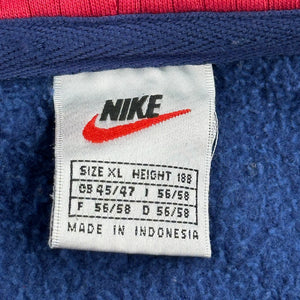 NIKE
SIZE XL HEIGHT 188
GB 45/47 I 56/58
F 56/58 D 56/58
MADE IN INDONESIA